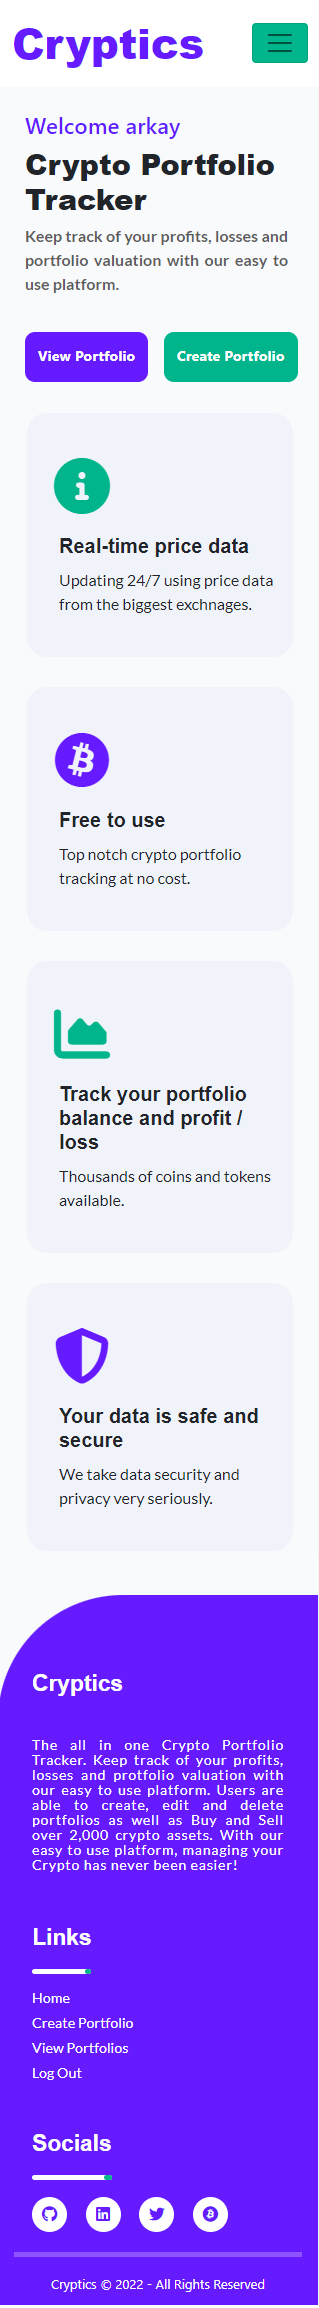 Cryptics
Welcome arkay
Crypto Portfolio
Tracker
Keep track of your profits, losses and
portfolio valuation with our easy to
use platform.
View Portfolio
Create Portfolio
Real-time price data
Updating 24/7 using price data
from the biggest exchnages.
Free to use
Top notch crypto portfolio
tracking at no cost.
Track your portfolio
balance and profit /
loss
Thousands of coins and tokens
available.
Your data is safe and
secure
We take data security and
privacy very seriously.
Cryptics
The all in one Crypto Portfolio
Tracker. Keep track of your profits,
losses and protfolio valuation with
our easy to use platform. Users are
able to create, edit and delete
portfolios as well as Buy and Sell
over 2,000 crypto assets. With our
easy to use platform, managing your
Crypto has never been easier!
Links
Home
Create Portfolio
View Portfolios
Log Out
Socials
Cryptics © 2022 - All Rights Reserved